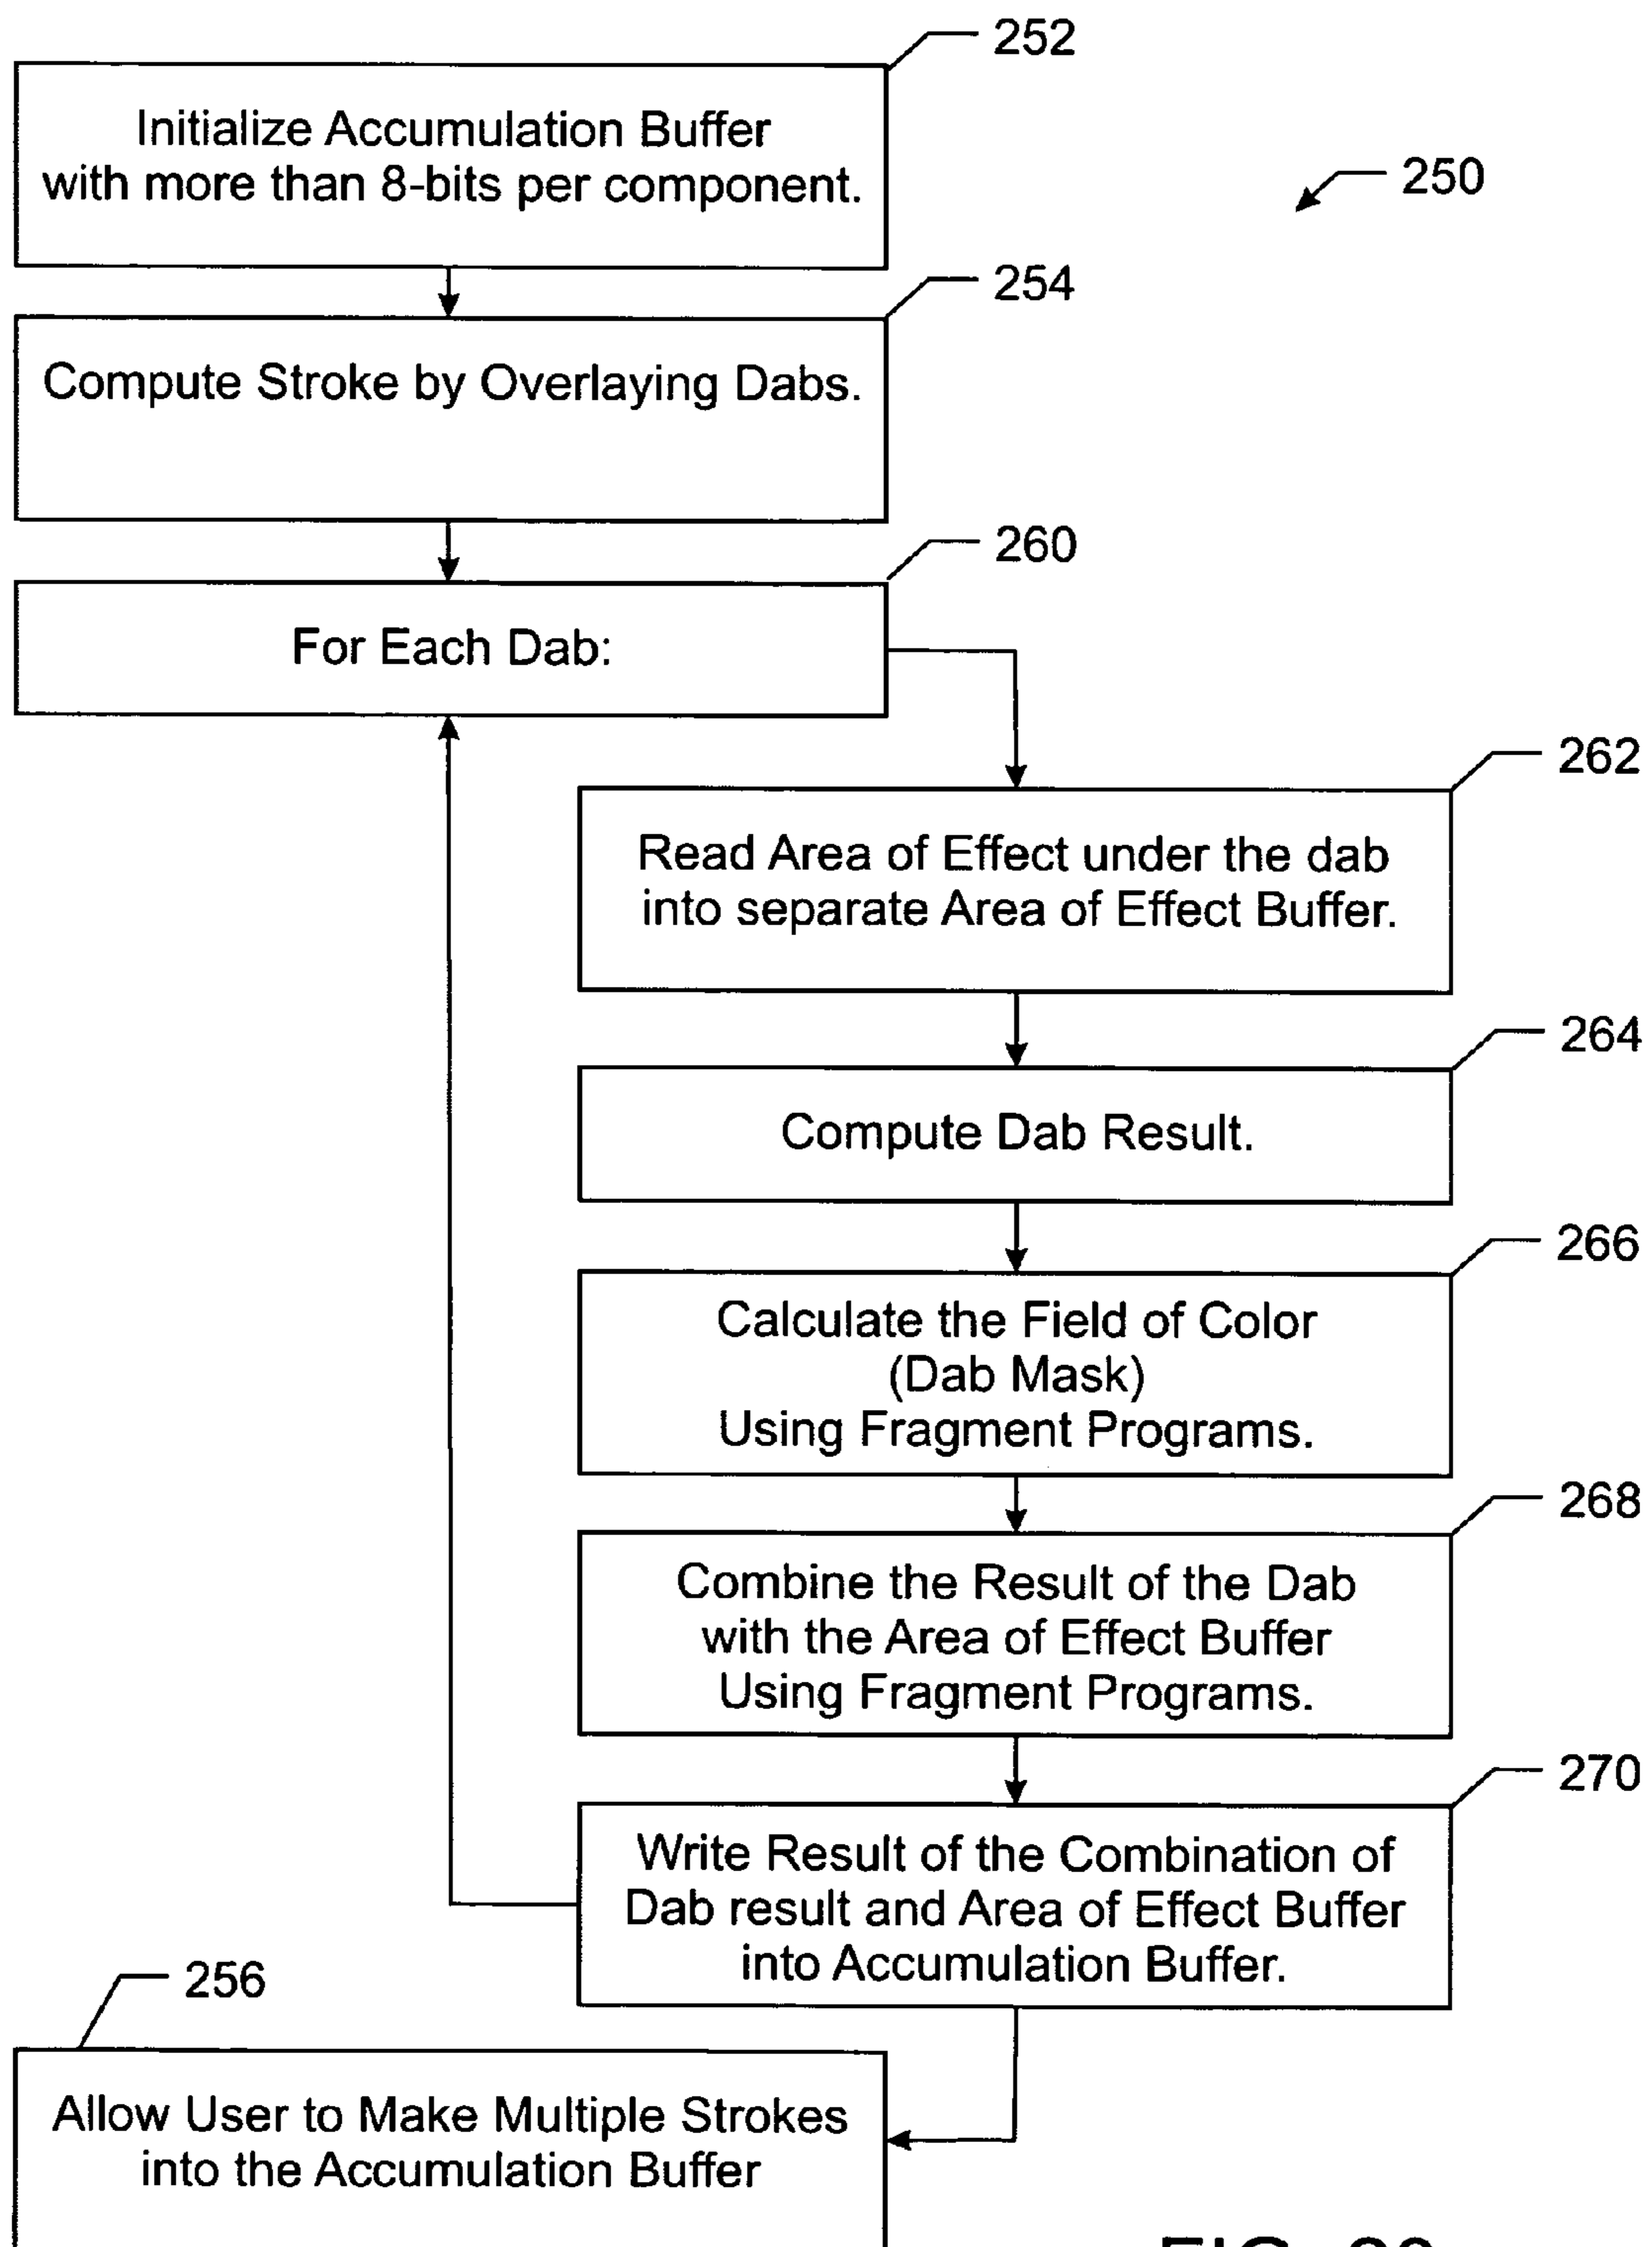 252
Initialize Accumulation Buffer
with more than 8-bits per component.
250
254
Compute Stroke by Overlaying Dabs.
260
For Each Dab:
262
Read Area of Effect under the dab
into separate Area of Effect Buffer.
264
Compute Dab Result.
266
Calculate the Field of Color
(Dab Mask)
Using Fragment Programs.
268
Combine the Result of the Dab
with the Area of Effect Buffer
Using Fragment Programs.
270
Write Result of the Combination of
Dab result and Area of Effect Buffer
into Accumulation Buffer.
256
Allow User to Make Multiple Strokes
into the Accumulation Buffer